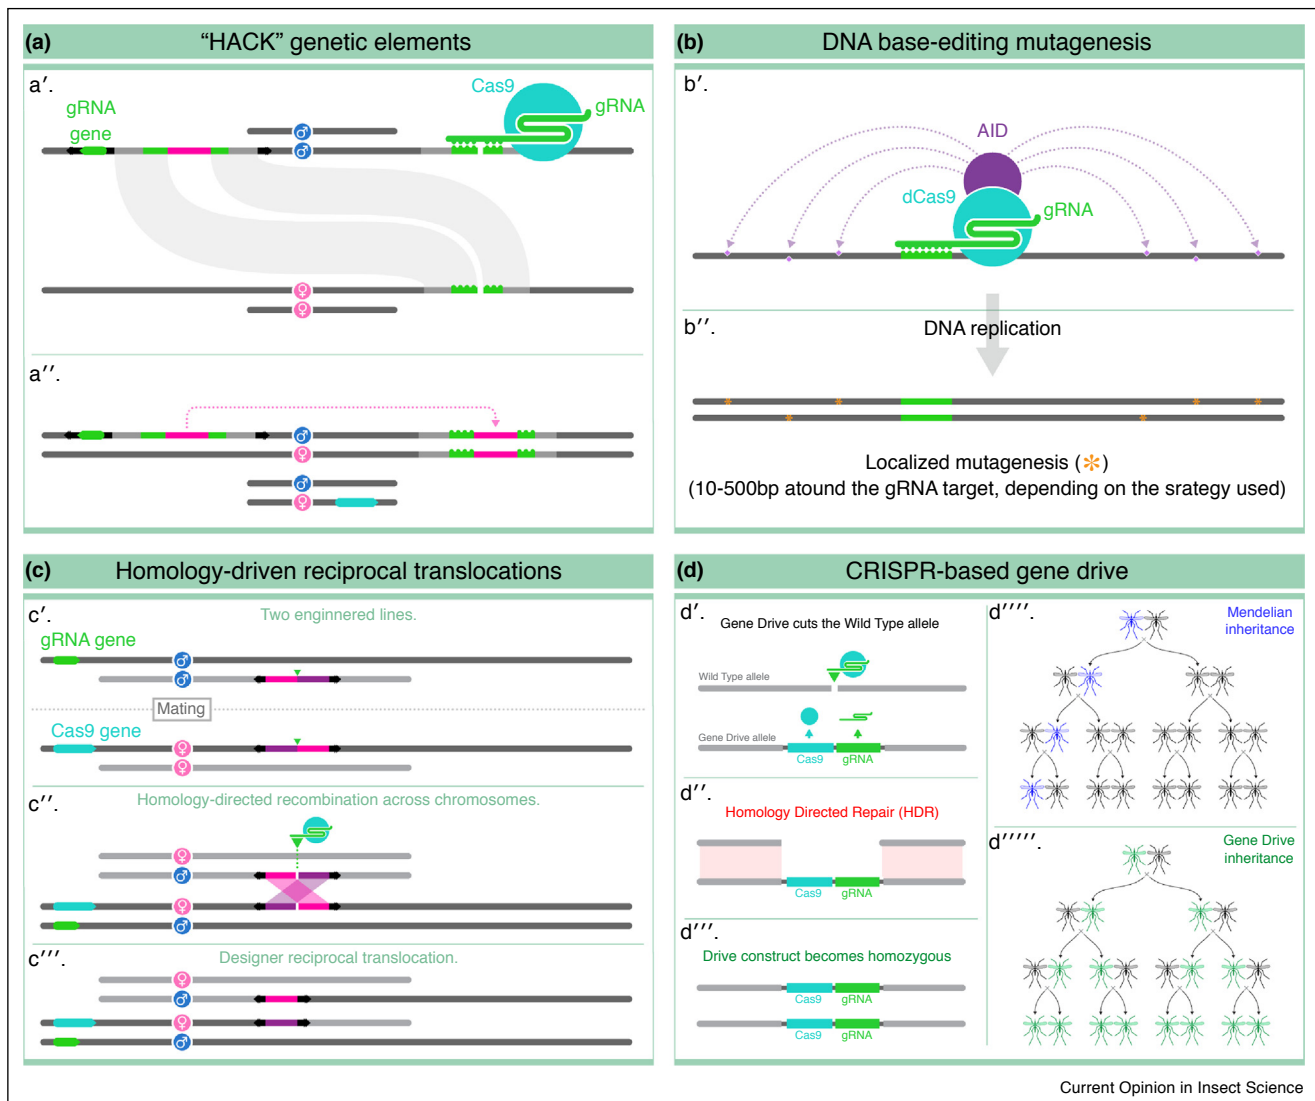 (a) “HACK” genetic elements
a′.
Cas9
gRNA
gRNA
gene
♂
♂
♀
♀
a′′.
♂
♀
♂
♀
(b) DNA base-editing mutagenesis
b′.
AID
dCas9
gRNA
b′′.
DNA replication
Localized mutagenesis (*)
(10-500bp atound the gRNA target, depending on the srategy used)
(c) Homology-driven reciprocal translocations
c′.
Two enginnered lines.
gRNA gene
♂
♂
Mating
Cas9 gene
♀
♀
c′′.
Homology-directed recombination across chromosomes.
♀
♂
♀
♂
c′′′.
Designer reciprocal translocation.
♀
♂
♀
♂
(d) CRISPR-based gene drive
d′.
Gene Drive cuts the Wild Type allele
Wild Type allele
Gene Drive allele
Cas9 gRNA
d′′.
Homology Directed Repair (HDR)
Cas9 gRNA
d′′′.
Drive construct becomes homozygous
Cas9 gRNA
Cas9 gRNA
d′′′′.
Mendelian
inheritance
d′′′′′.
Gene Drive
inheritance
Current Opinion in Insect Science